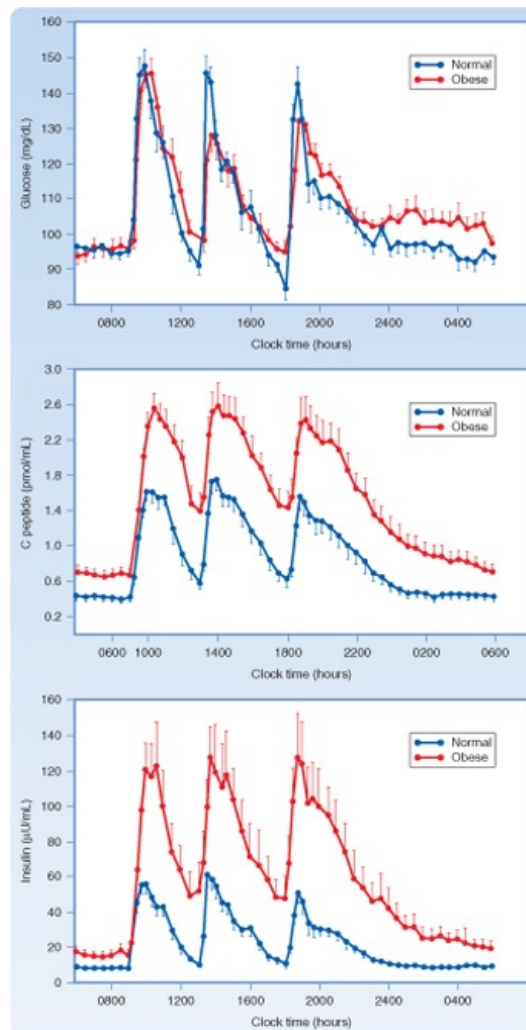 Glucose (mg/dL)
160
150
140
130
120
110
100
90
80
Normal
Obese
0800 1200 1600 2000 2400 0400
Clock time (hours)
C peptide (pmol/mL)
3.0
2.6
2.2
1.8
1.4
1.0
0.6
0.2
Normal
Obese
0600 1000 1400 1800 2200 0200 0600
Clock time (hours)
Insulin (µU/mL)
160
140
120
100
80
60
40
20
0
Normal
Obese
0800 1200 1600 2000 2400 0400
Clock time (hours)